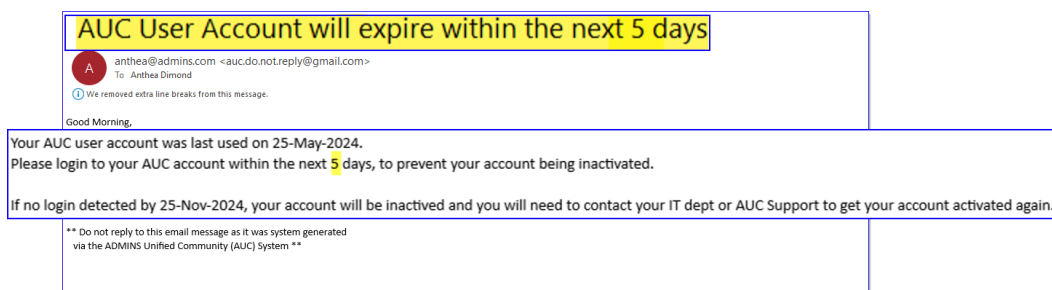 AUC User Account will expire within the next 5 days
A
anthea@admins.com <auc.do.not.reply@gmail.com>
To Anthea Dimond
i We removed extra line breaks from this message.
Good Morning,
Your AUC user account was last used on 25-May-2024.
Please login to your AUC account within the next 5 days, to prevent your account being inactivated.
If no login detected by 25-Nov-2024, your account will be inactived and you will need to contact your IT dept or AUC Support to get your account activated again.
** Do not reply to this email message as it was system generated
via the ADMINS Unified Community (AUC) System **